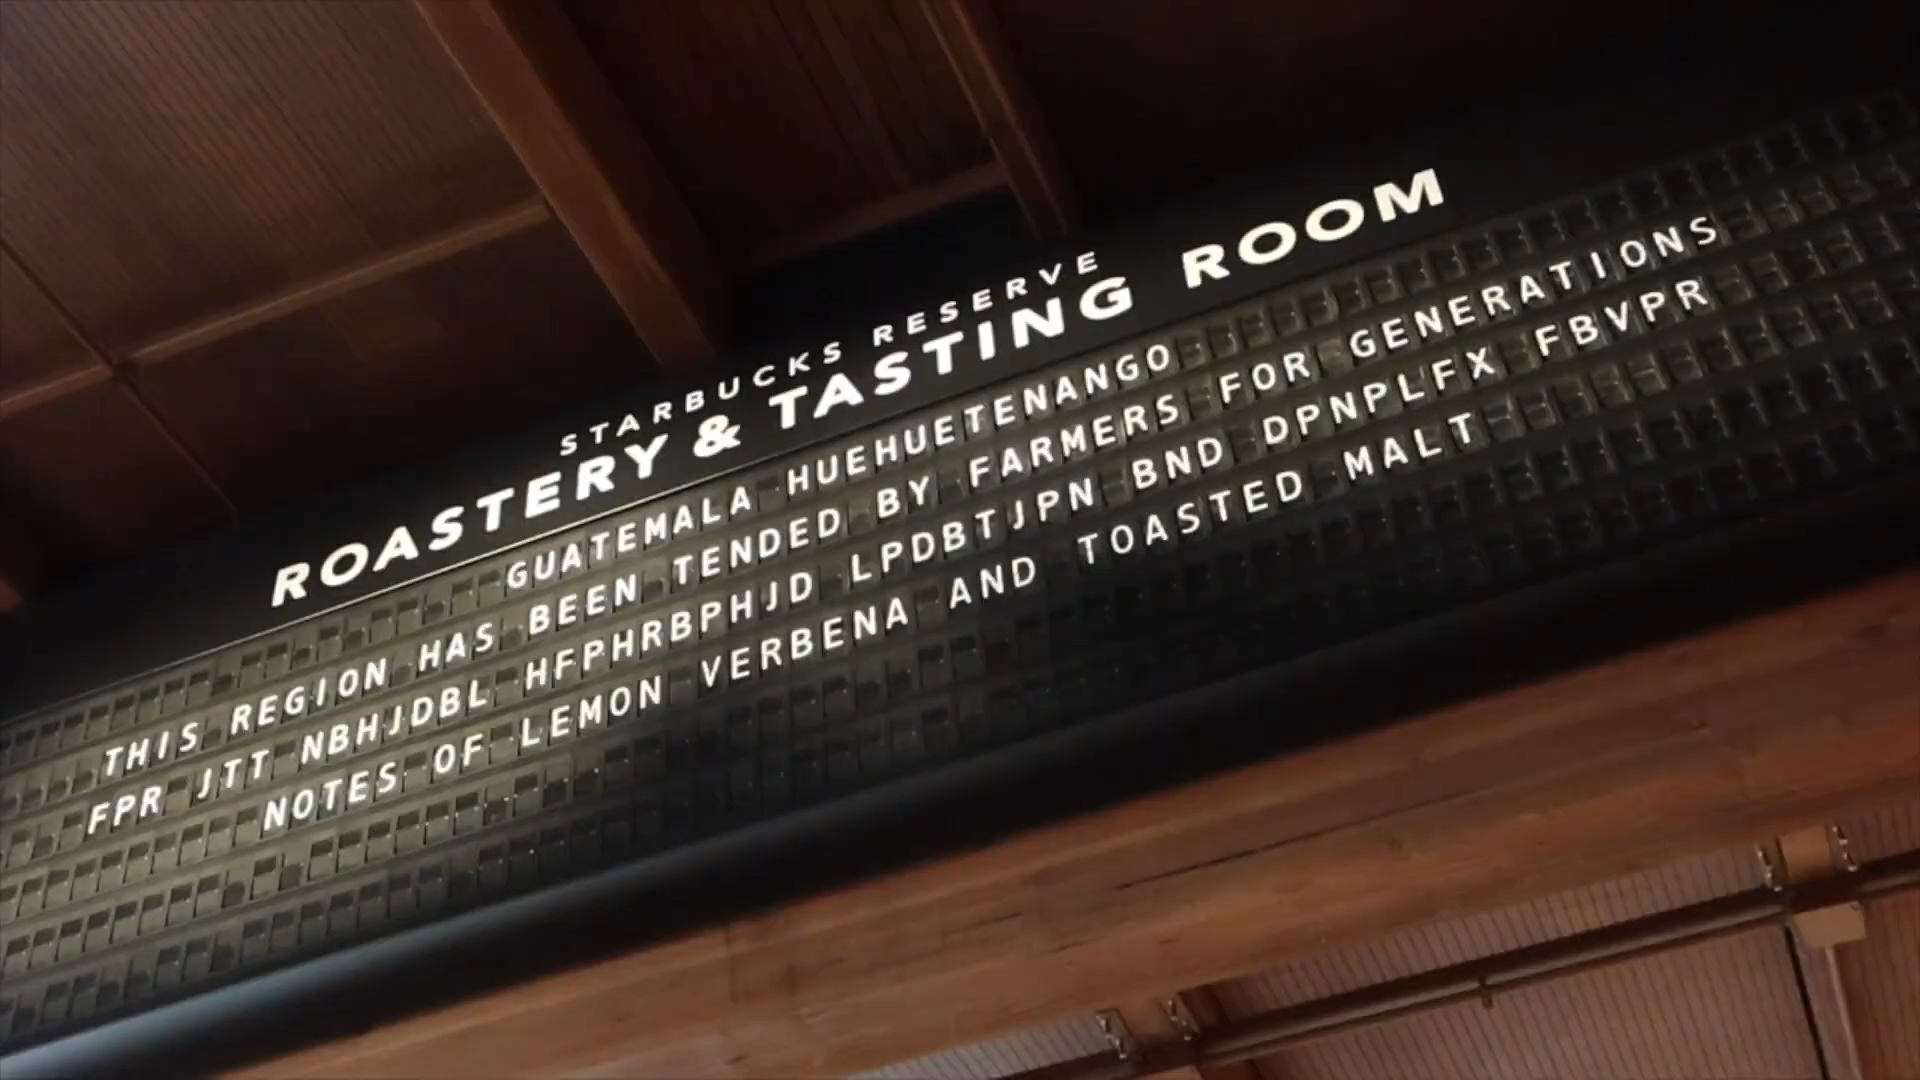 STARBUCKS RESERVE
ROASTERY & TASTING ROOM
GUATEMALA HUEHUETENANGO
THIS REGION HAS BEEN TENDED BY FARMERS FOR GENERATIONS
FPR JTT NBHJDBL HFPHRBPHJD LPDBTJPN BND DPNPLFX FBVPR
NOTES OF LEMON VERBENA AND TOASTED MALT